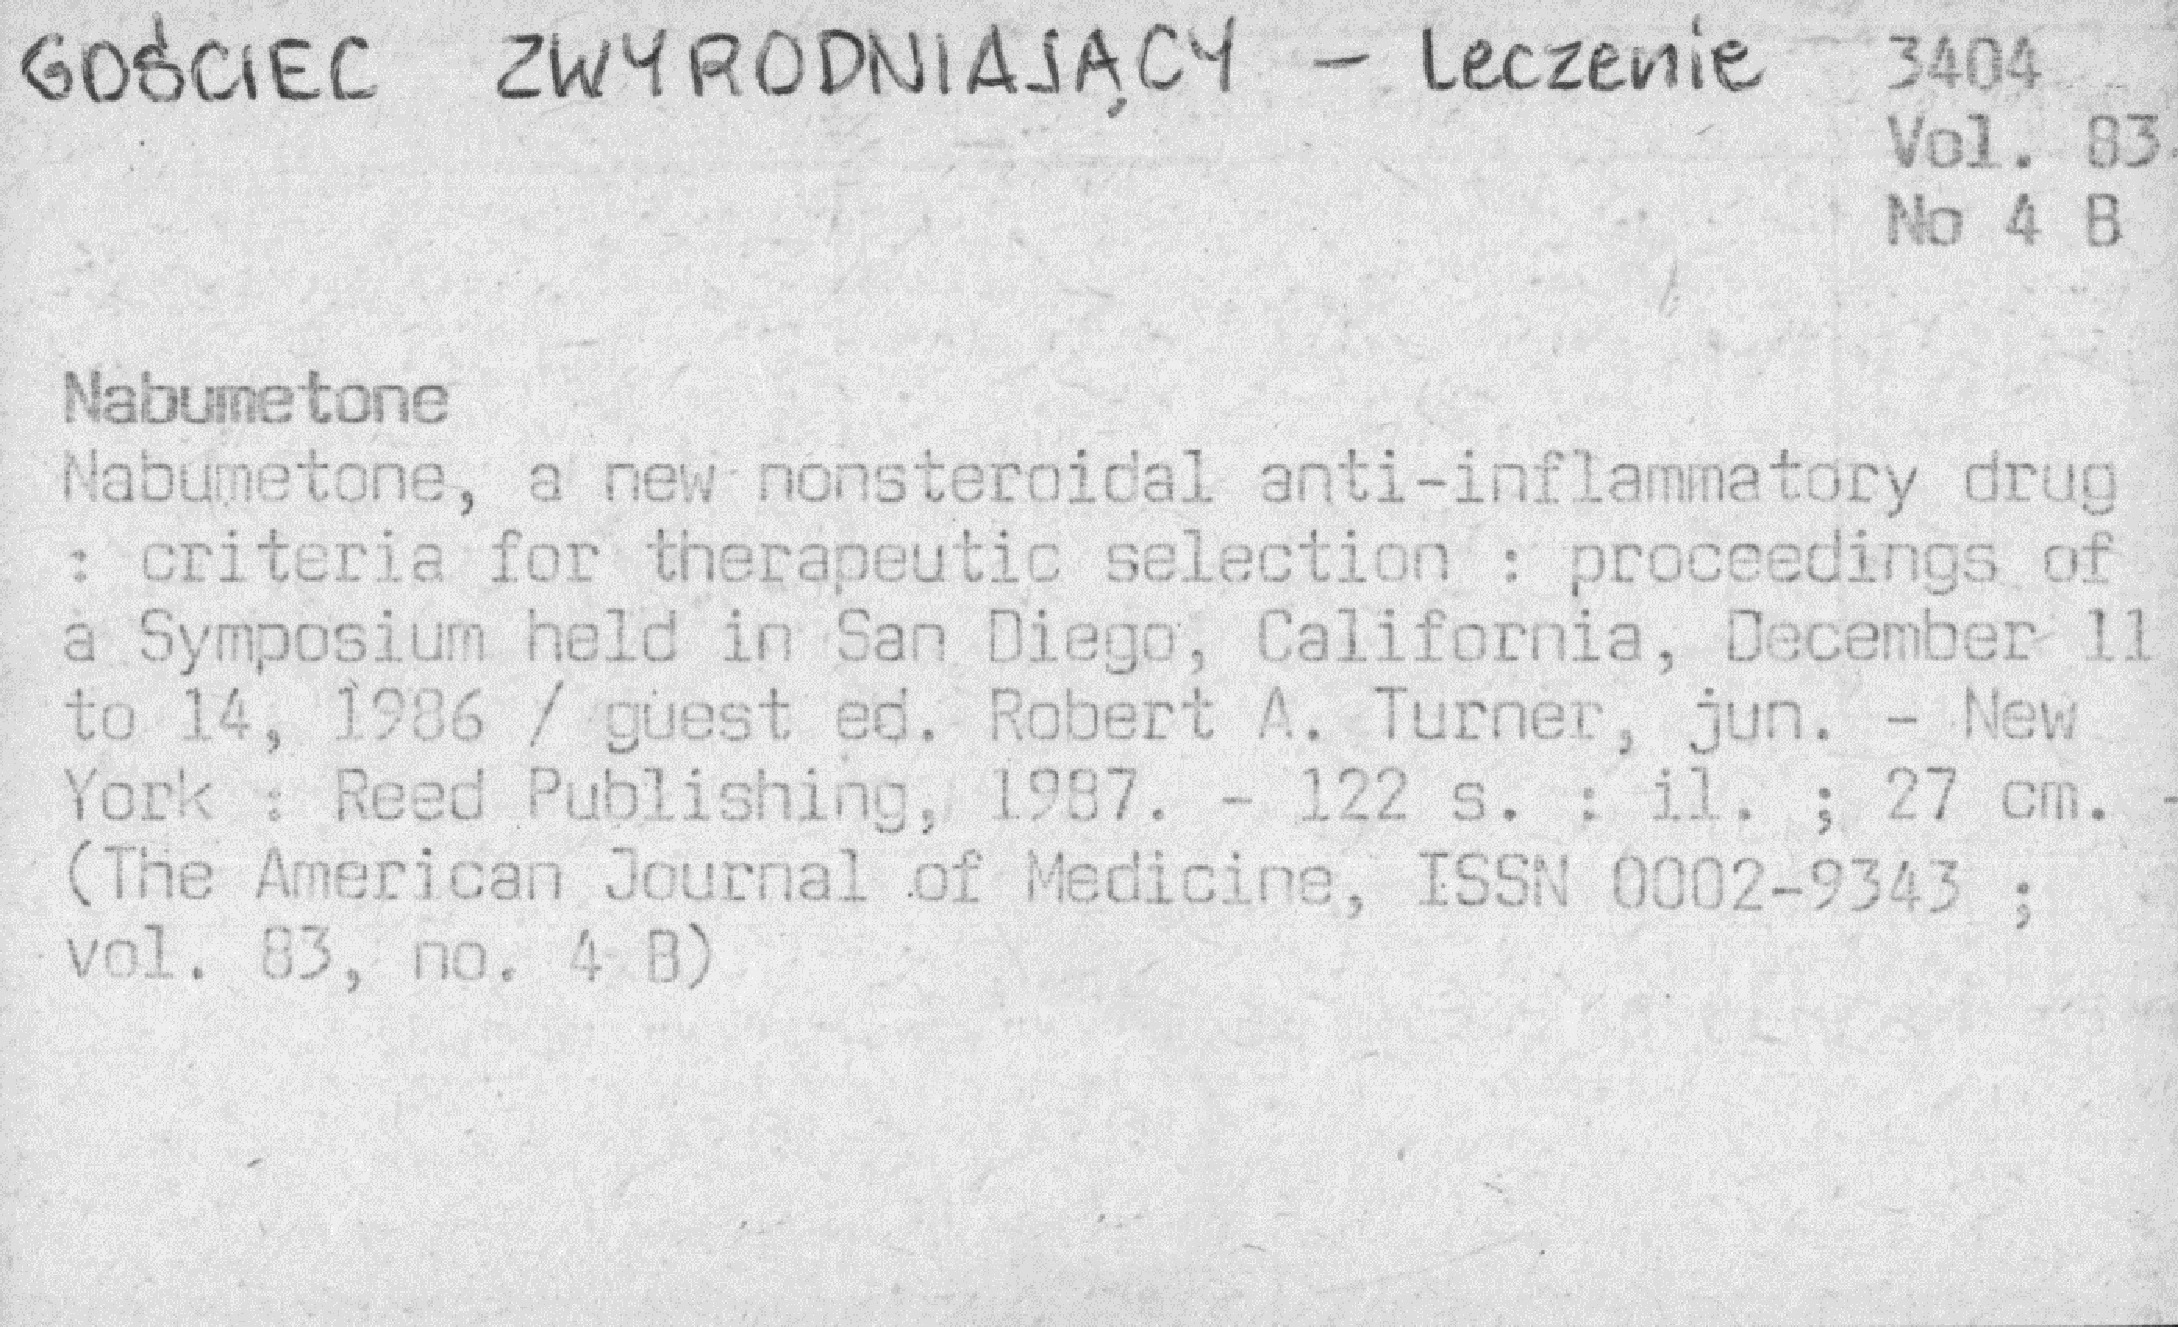 GOŚCIEC ZWYRODNIAJĄCY - Leczenie 3404
Vol. 83.
No 4 B
Nabumetone
Nabumetone, a new nonsteroidal anti-inflammatory drug
: criteria for therapeutic selection : proceedings of
a Symposium held in San Diego, California, December 11
to 14, 1986 / guest ed. Robert A. Turner, jun. - New
York : Reed Publishing, 1987. - 122 s. : il. ; 27 cm. -
(The American Journal of Medicine, ISSN 0002-9343 ;
vol. 83, no. 4 B)